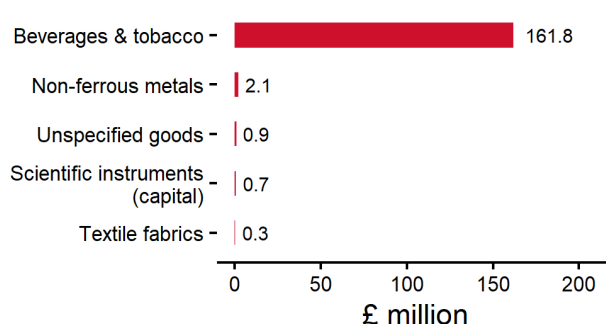 Beverages & tobacco
161.8
Non-ferrous metals
2.1
Unspecified goods
0.9
Scientific instruments
(capital)
0.7
Textile fabrics
0.3
0 50 100 150 200
£ million